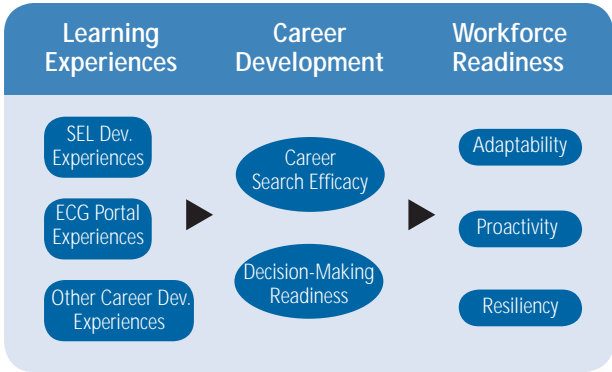 Learning
Experiences
Career
Development
Workforce
Readiness
SEL Dev.
Experiences
ECG Portal
Experiences
Other Career Dev.
Experiences
Career
Search Efficacy
Decision-Making
Readiness
Adaptability
Proactivity
Resiliency